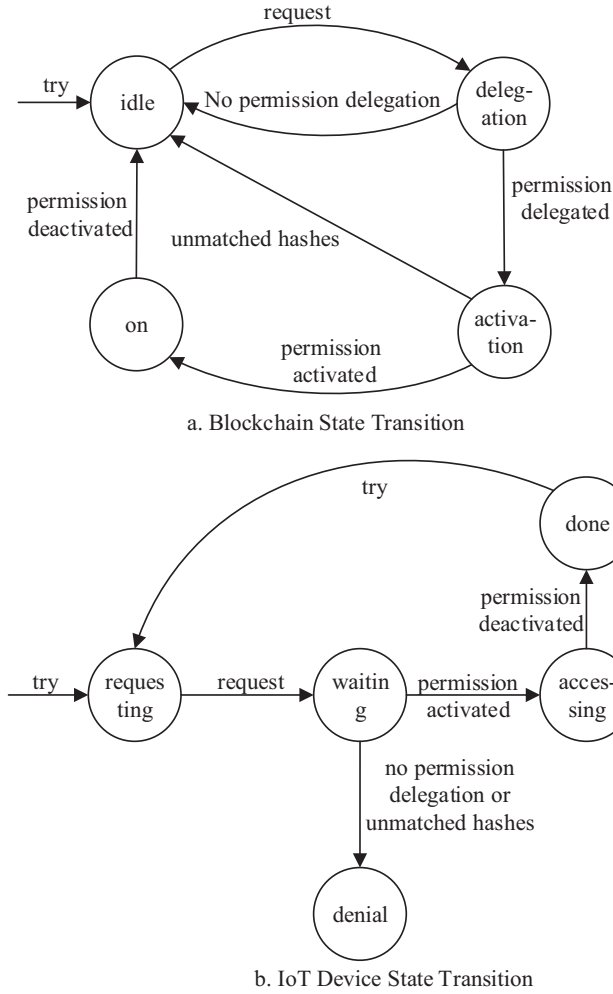 request
try
idle
No permission delegation
deleg-
ation
permission
deactivated
permission
delegated
unmatched hashes
on
activa-
tion
permission
activated
a. Blockchain State Transition
try
done
permission
deactivated
try
reques
ting
request
waitin
g
permission
activated
acces-
sing
no permission
delegation or
unmatched hashes
denial
b. IoT Device State Transition